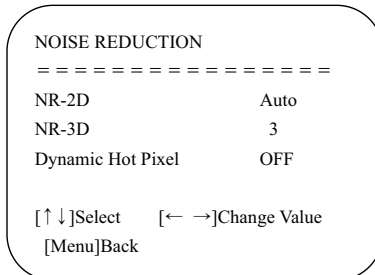 NOISE REDUCTION
= = = = = = = = = = = = = = = =
NR-2D Auto
NR-3D 3
Dynamic Hot Pixel OFF
[↑↓]Select [← →]Change Value
[Menu]Back